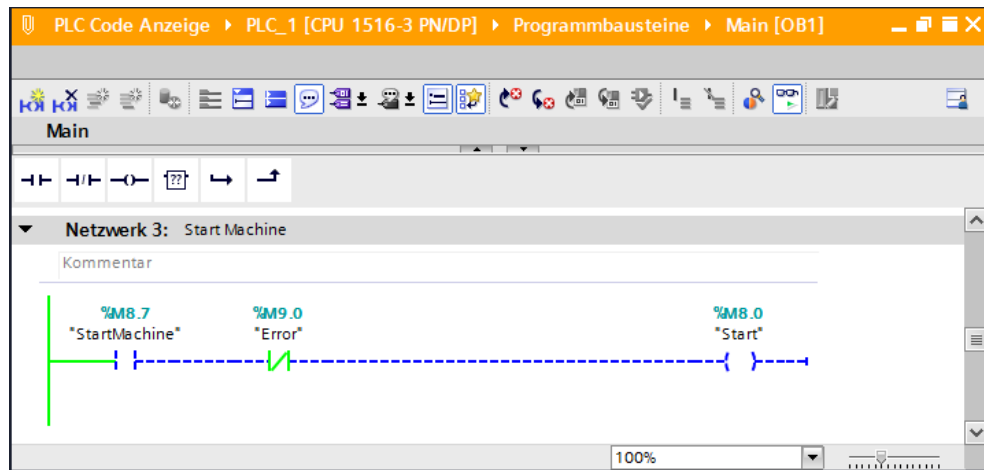 PLC Code Anzeige ▸ PLC_1 [CPU 1516-3 PN/DP] ▸ Programmbausteine ▸ Main [OB1]
Main
??
Netzwerk 3: Start Machine
Kommentar
%M8.7 %M9.0 %M8.0
"StartMachine" "Error" "Start"
100%